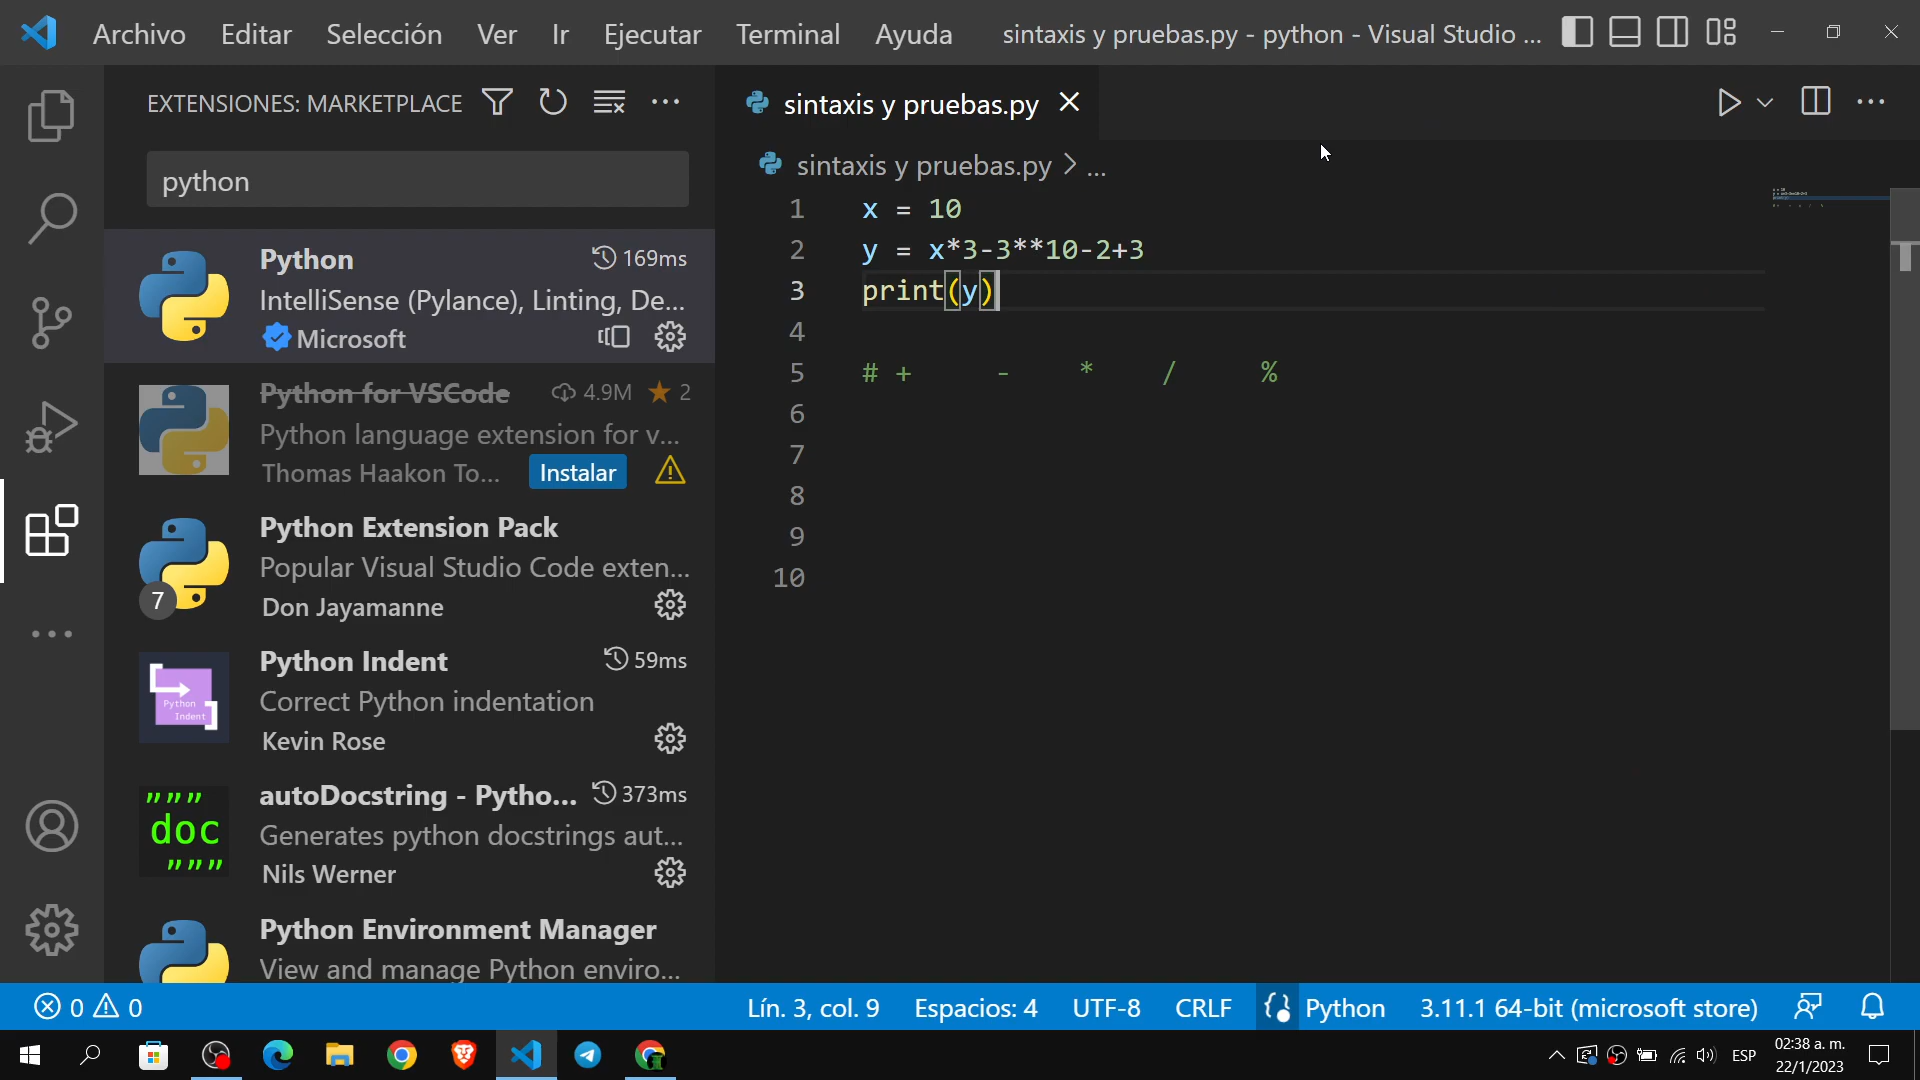 Archivo Editar Selección Ver Ir Ejecutar Terminal Ayuda sintaxis y pruebas.py - python - Visual Studio ...
EXTENSIONES: MARKETPLACE
python
Python 169ms
IntelliSense (Pylance), Linting, De...
Microsoft
Python for VSCode 4.9M 2
Python language extension for v...
Thomas Haakon To... Instalar
Python Extension Pack
Popular Visual Studio Code exten...
7 Don Jayamanne
Python Indent 59ms
Correct Python indentation
Python
Indent
Kevin Rose
autoDocstring - Pytho... 373ms
""" doc """
Generates python docstrings aut...
Nils Werner
Python Environment Manager
View and manage Python enviro...
sintaxis y pruebas.py
sintaxis y pruebas.py > ...
1 x = 10
2 y = x*3-3**10-2+3
3 print(y)
4
5 # + - * / %
6
7
8
9
10
0 0 Lín. 3, col. 9 Espacios: 4 UTF-8 CRLF Python 3.11.1 64-bit (microsoft store)
ESP 02:38 a. m.
22/1/2023